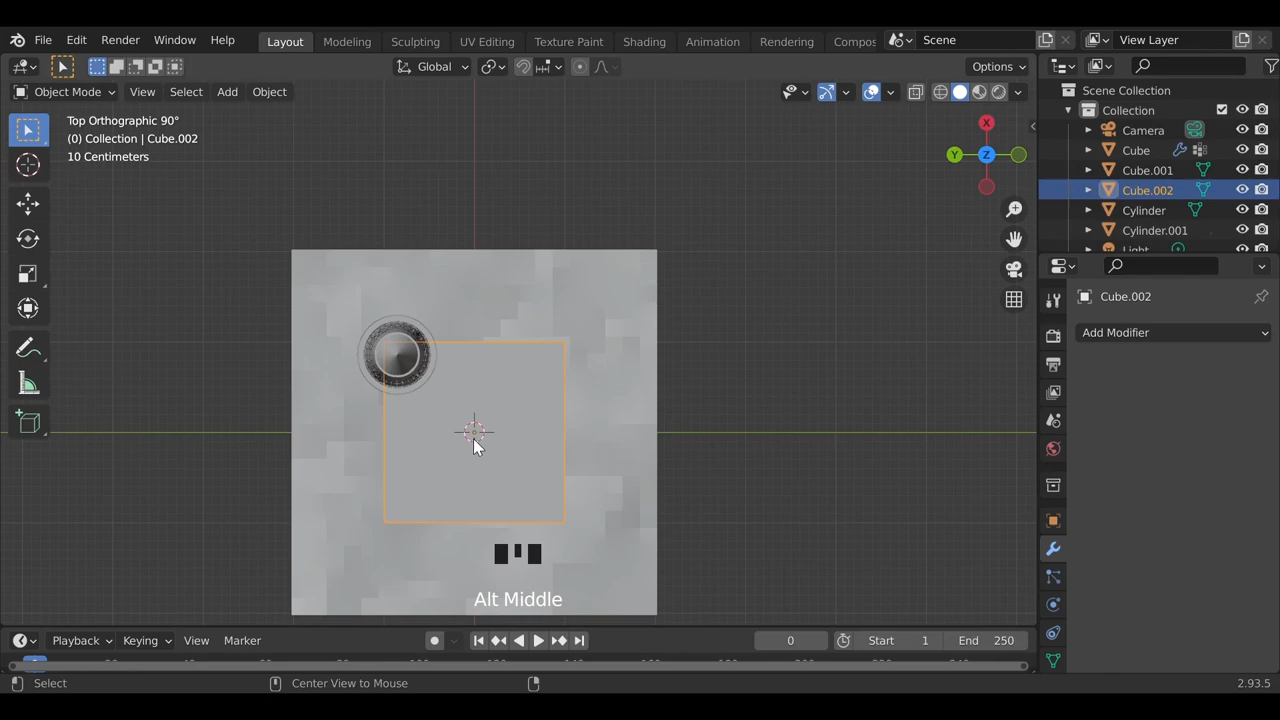 File Edit Render Window Help Layout Modeling Sculpting UV Editing Texture Paint Shading Animation Rendering Compos Scene View Layer
Global Options
Object Mode View Select Add Object
Scene Collection
Collection
Camera
Cube
Cube.001
Cube.002
Cylinder
Cylinder.001
Light
Top Orthographic 90°
(0) Collection | Cube.002
10 Centimeters
X
Y
Z
Cube.002
Add Modifier
Alt Middle
Playback Keying View Marker 0 Start 1 End 250
Select Center View to Mouse 2.93.5